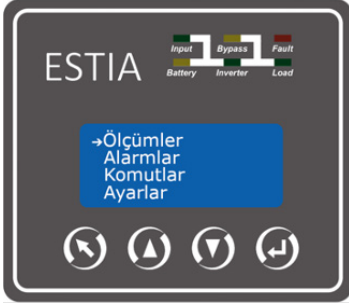 ESTIA
Input Bypass Fault
Battery Inverter Load
→Ölçümler
Alarmlar
Komutlar
Ayarlar